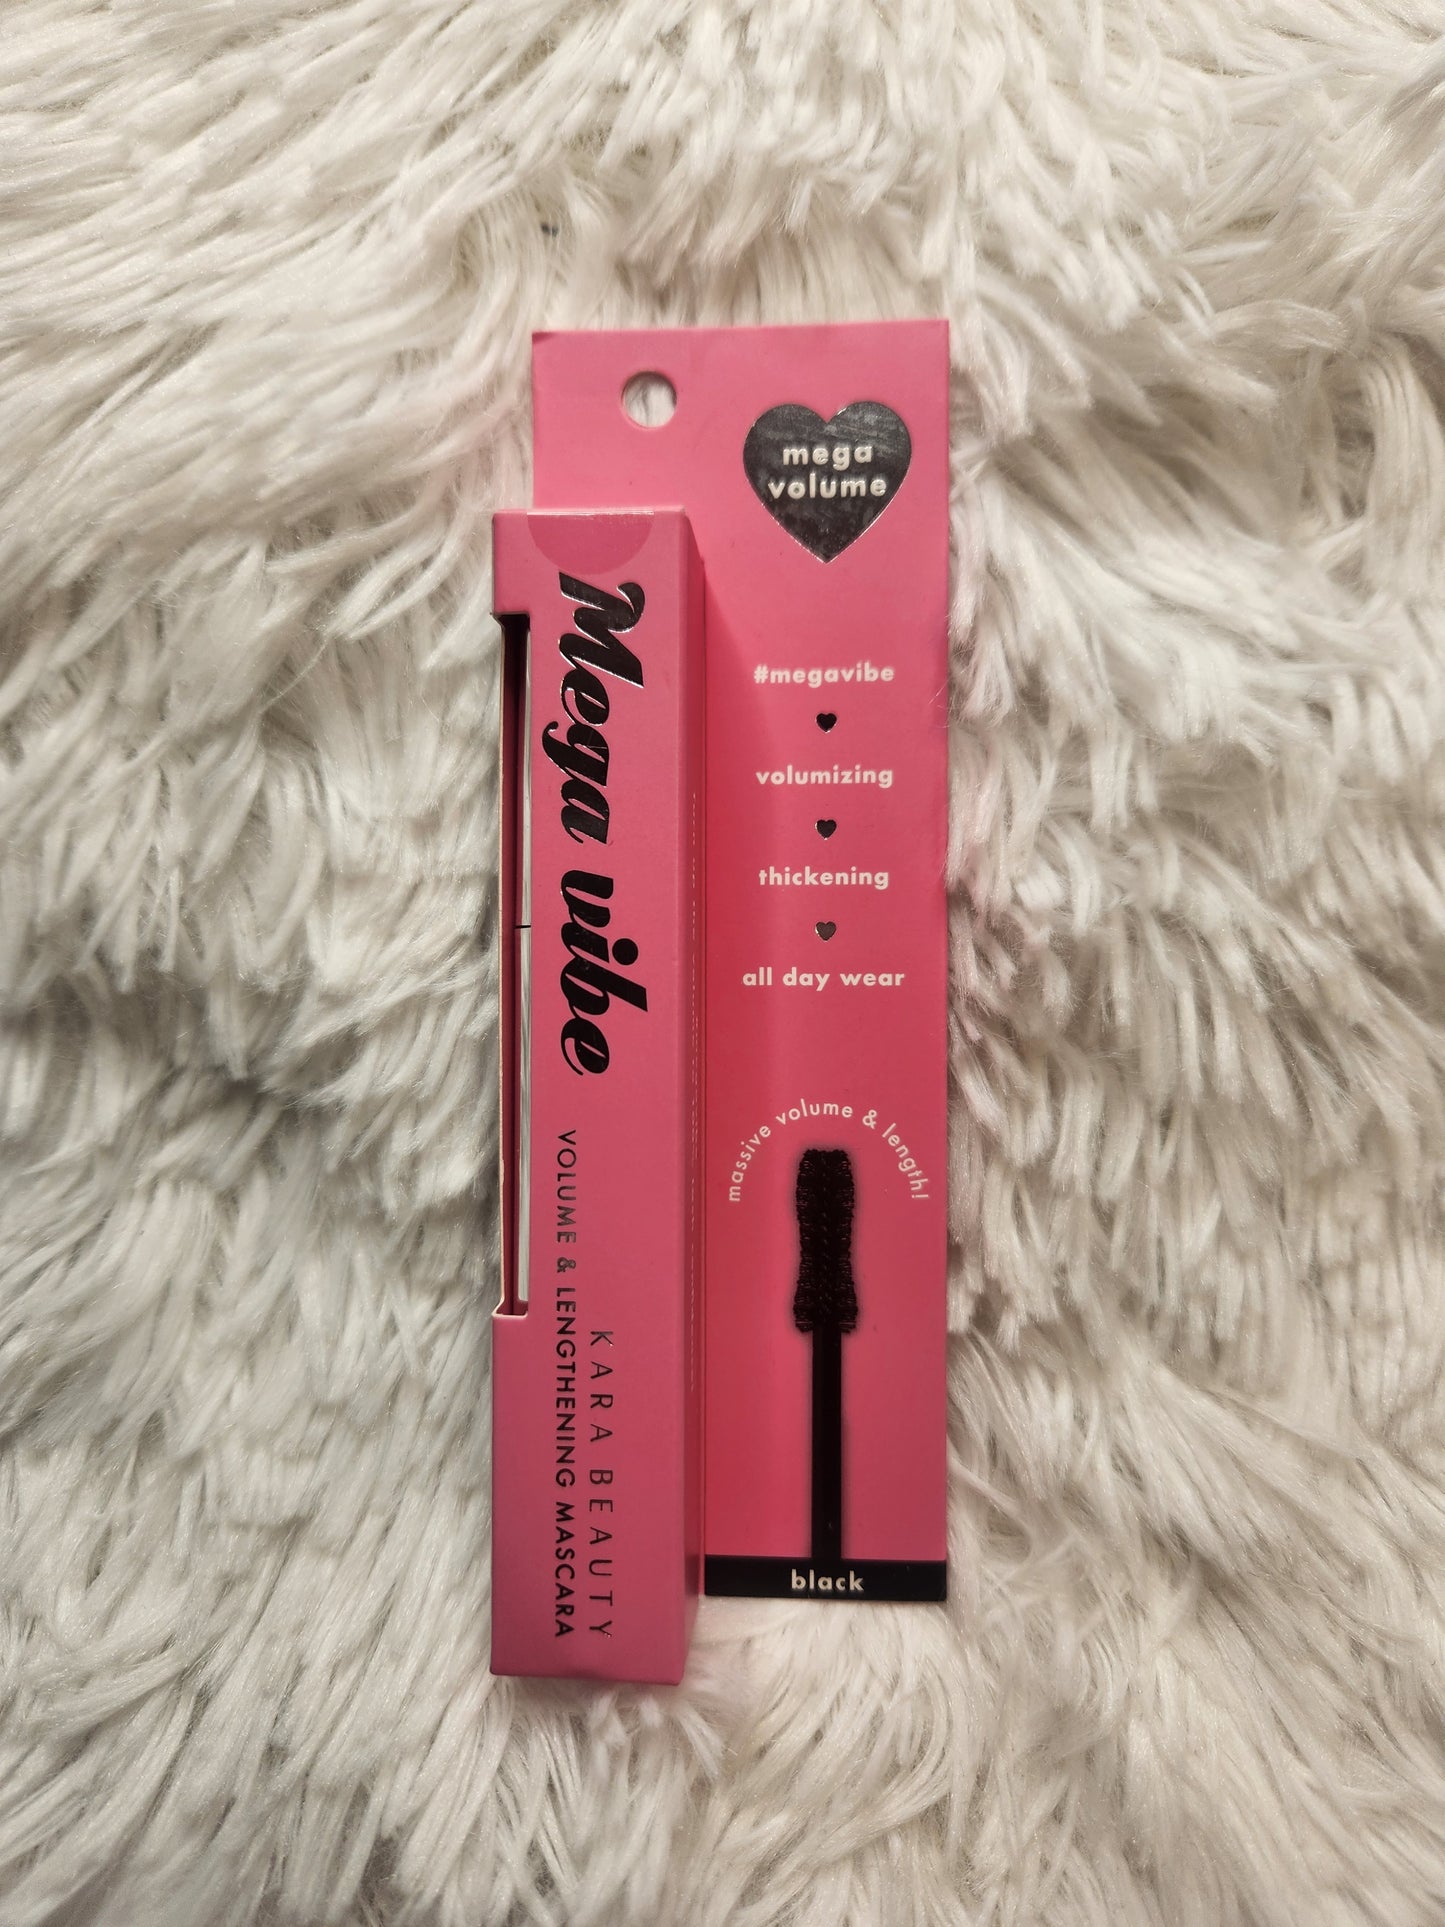 mega
volume
#megavibe
volumizing
thickening
all day wear
massive volume & length!
black
Mega vibe
KARA BEAUTY
VOLUME & LENGTHENING MASCARA